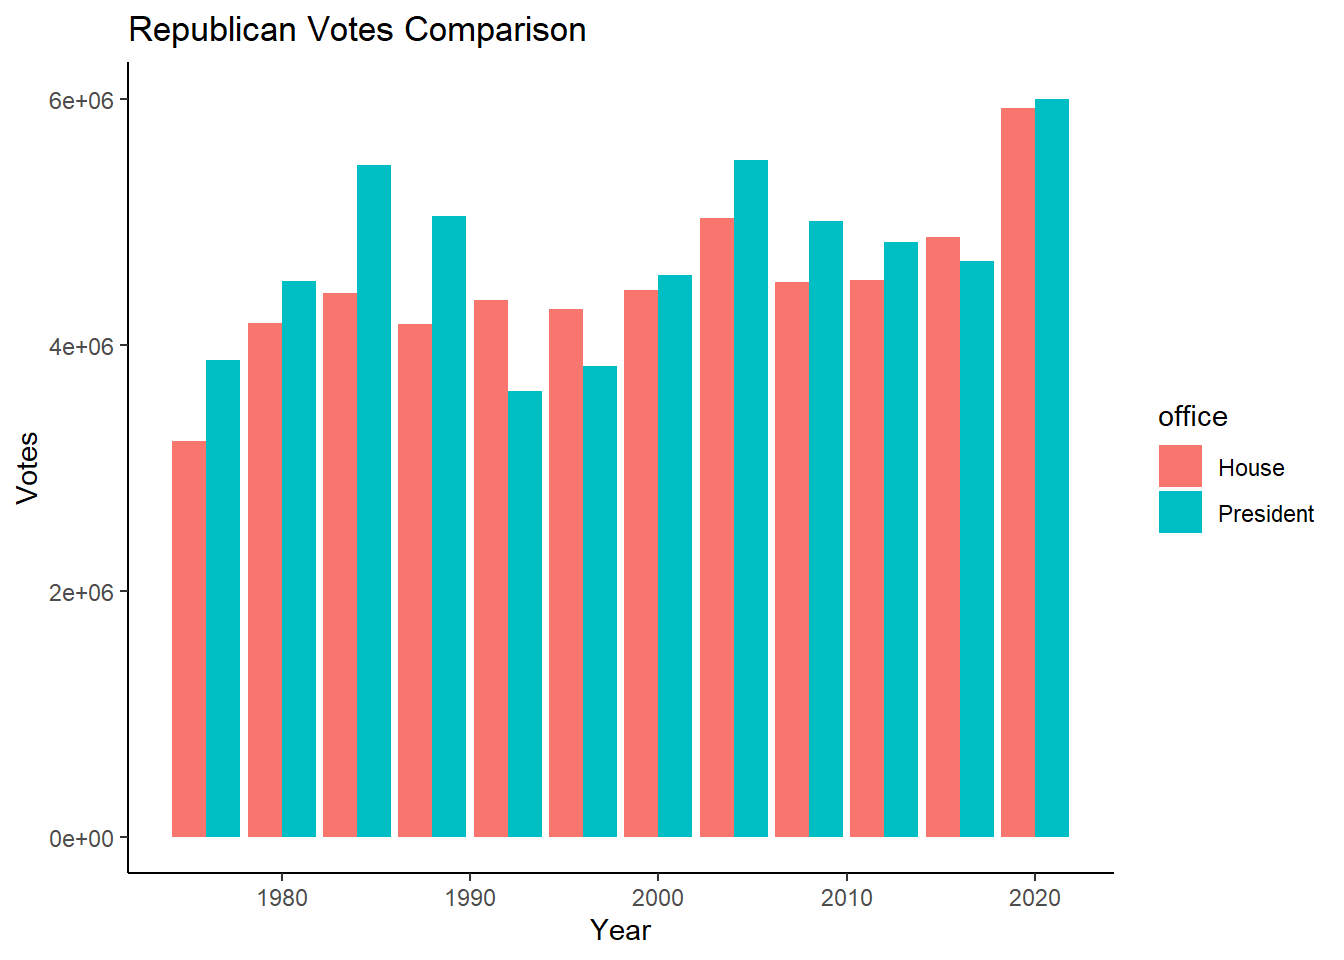 Republican Votes Comparison
6e+06
4e+06
2e+06
0e+00
Votes
1980 1990 2000 2010 2020
Year
office
House
President